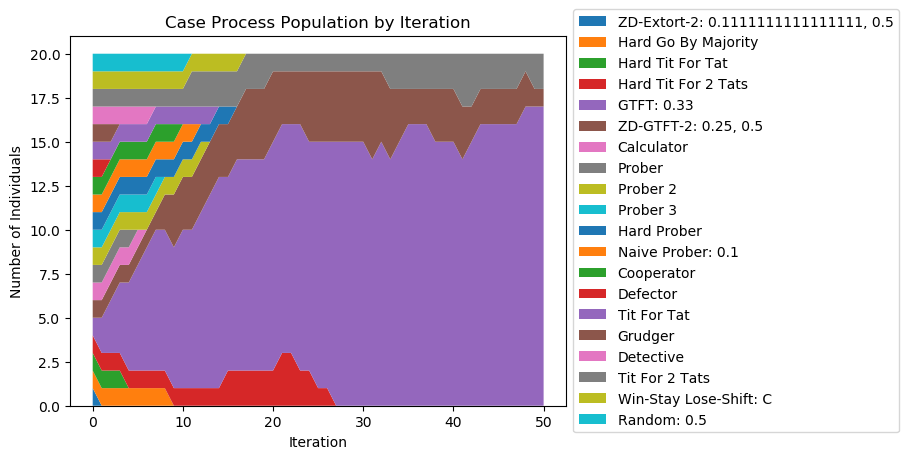 Case Process Population by Iteration
20.0
17.5
15.0
12.5
10.0
7.5
5.0
2.5
0.0
Number of Individuals
0 10 20 30 40 50
Iteration
ZD-Extort-2: 0.1111111111111111, 0.5
Hard Go By Majority
Hard Tit For Tat
Hard Tit For 2 Tats
GTFT: 0.33
ZD-GTFT-2: 0.25, 0.5
Calculator
Prober
Prober 2
Prober 3
Hard Prober
Naive Prober: 0.1
Cooperator
Defector
Tit For Tat
Grudger
Detective
Tit For 2 Tats
Win-Stay Lose-Shift: C
Random: 0.5